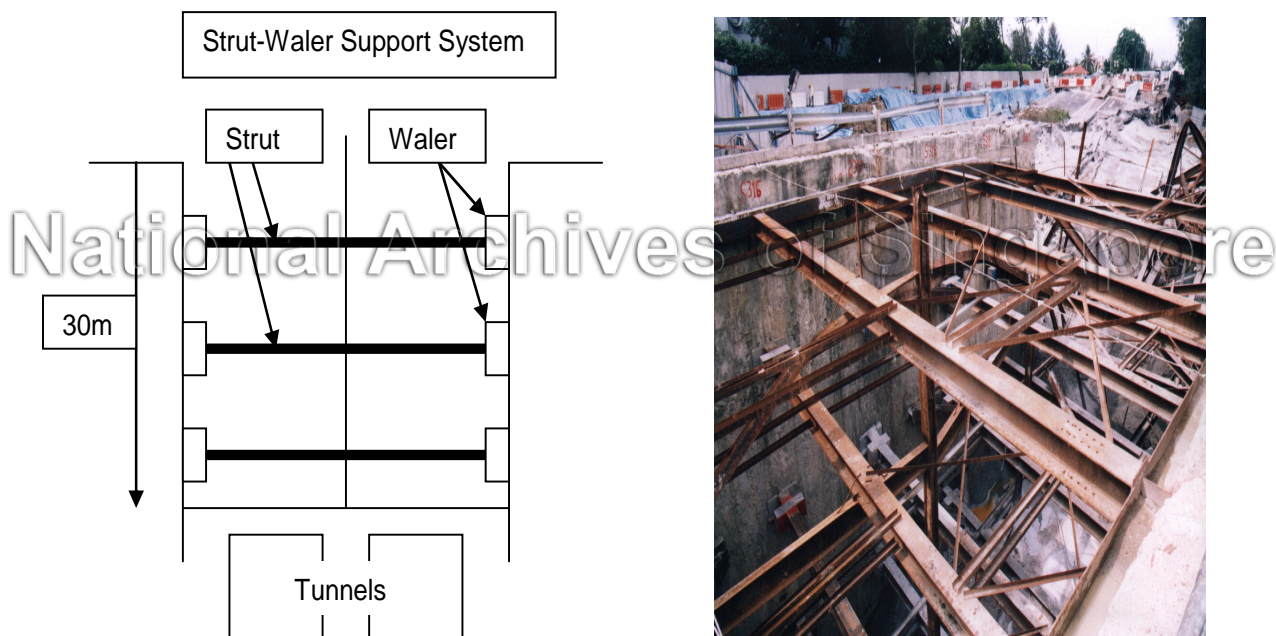 Strut-Waler Support System
Strut
Waler
National Archives of Singapore
30m
Tunnels